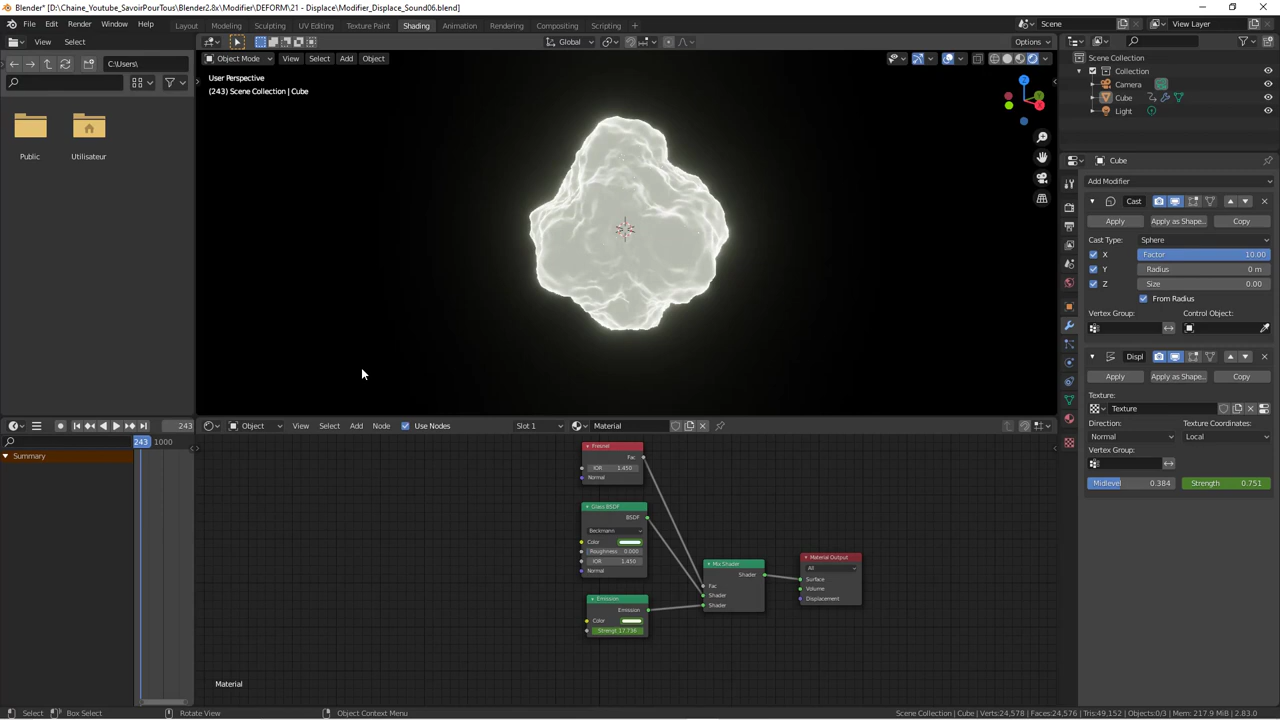 Blender* [D:\Chaine_Youtube_SavoirPourTous\Blender2.8x\Modifier\DEFORM\21 - Displace\Modifier_Displace_Sound06.blend]
File Edit Render Window Help Layout Modeling Sculpting UV Editing Texture Paint Shading Animation Rendering Compositing Scripting Scene View Layer
View Select Global Options
C:\Users\ Object Mode View Select Add Object
User Perspective
(243) Scene Collection | Cube
Public Utilisateur
Scene Collection
Collection
Camera
Cube
Light
Cube
Add Modifier
Cast
Apply Apply as Shape... Copy
Cast Type: Sphere
X Factor 10.00
Y Radius 0 m
Z Size 0.00
From Radius
Vertex Group: Control Object:
Displ
Apply Apply as Shape... Copy
Texture:
Texture
Direction: Texture Coordinates:
Normal Local
Vertex Group:
Midlevel 0.384 Strength 0.751
243 Object View Select Add Node Use Nodes Slot 1 Material
243 1000
Summary
Fresnel
Fac
IOR 1.450
Normal
Glass BSDF
BSDF
Beckmann
Color
Roughness 0.000
IOR 1.450
Normal
Emission
Emission
Color
Strengt 17.736
Mix Shader
Shader
Fac
Shader
Shader
Material Output
All
Surface
Volume
Displacement
Material
Select Box Select Rotate View Object Context Menu Scene Collection | Cube | Verts:24,578 | Faces:24,576 | Tris:49,152 | Objects:0/3 | Mem: 217.9 MiB | 2.83.0